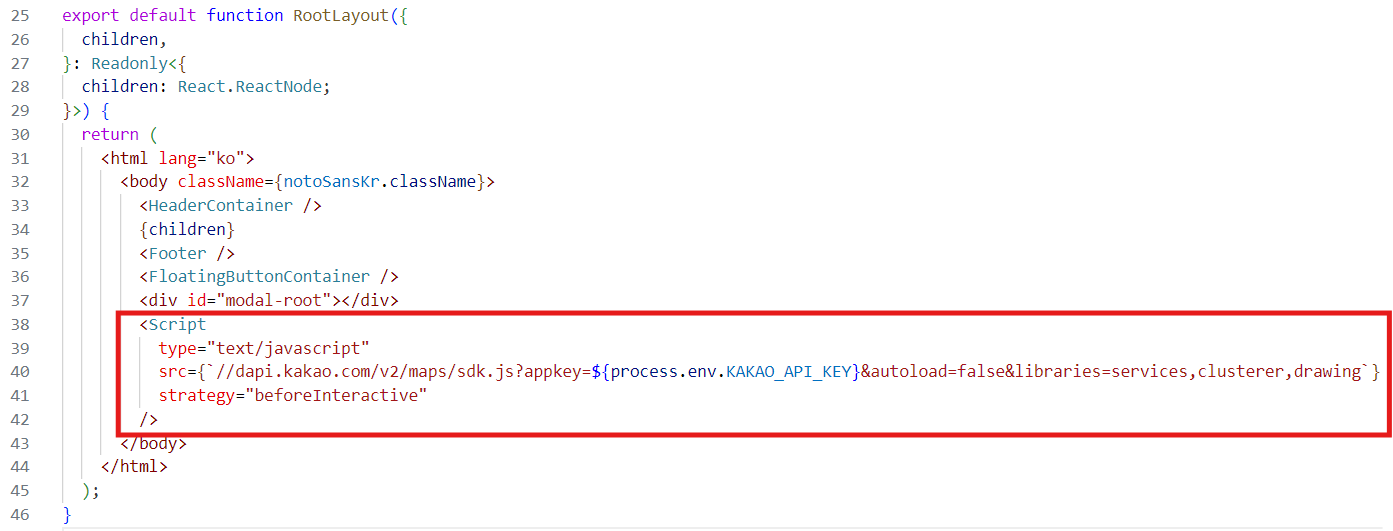 25 export default function RootLayout({
26   children,
27 }: Readonly<{
28   children: React.ReactNode;
29 }>) {
30   return (
31     <html lang="ko">
32       <body className={notoSansKr.className}>
33         <HeaderContainer />
34         {children}
35         <Footer />
36         <FloatingButtonContainer />
37         <div id="modal-root"></div>
38         <Script
39           type="text/javascript"
40           src={`//dapi.kakao.com/v2/maps/sdk.js?appkey=${process.env.KAKAO_API_KEY}&autoload=false&libraries=services,clusterer,drawing`}
41           strategy="beforeInteractive"
42         />
43       </body>
44     </html>
45   );
46 }